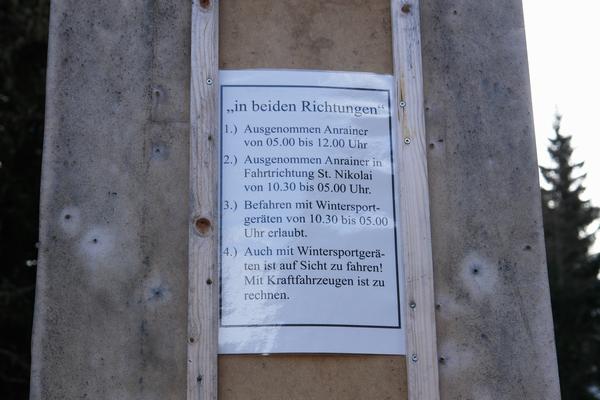 „in beiden Richtungen“
1.) Ausgenommen Anrainer
von 05.00 bis 12.00 Uhr
2.) Ausgenommen Anrainer in
Fahrtrichtung St. Nikolai
von 10.30 bis 05.00 Uhr.
3.) Befahren mit Wintersport-
geräten von 10.30 bis 05.00
Uhr erlaubt.
4.) Auch mit Wintersportgerä-
ten ist auf Sicht zu fahren!
Mit Kraftfahrzeugen ist zu
rechnen.